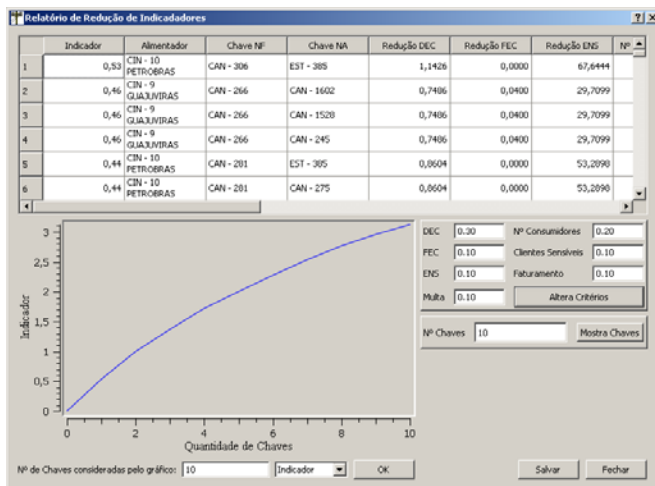 Relatório de Redução de Indicadadores
Indicador Alimentador Chave NF Chave NA Redução DEC Redução FEC Redução ENS Nº
1 0,53 CIN - 10 PETROBRAS CAN - 306 EST - 385 1,1426 0,0000 67,6444
2 0,46 CIN - 9 GUAJUVIRAS CAN - 266 CAN - 1602 0,7486 0,0400 29,7099
3 0,46 CIN - 9 GUAJUVIRAS CAN - 266 CAN - 1528 0,7486 0,0400 29,7099
4 0,46 CIN - 9 GUAJUVIRAS CAN - 266 CAN - 245 0,7486 0,0400 29,7099
5 0,44 CIN - 10 PETROBRAS CAN - 281 EST - 385 0,8604 0,0000 53,2898
6 0,44 CIN - 10 PETROBRAS CAN - 281 CAN - 275 0,8604 0,0000 53,2898
3
2,5
2
1,5
1
0,5
0
Indicador
0 2 4 6 8 10
Quantidade de Chaves
DEC 0.30 Nº Consumidores 0.20
FEC 0.10 Clientes Sensíveis 0.10
ENS 0.10 Faturamento 0.10
Multa 0.10 Altera Critérios
Nº Chaves 10 Mostra Chaves
Nº de Chaves consideradas pelo gráfico: 10 Indicador OK Salvar Fechar